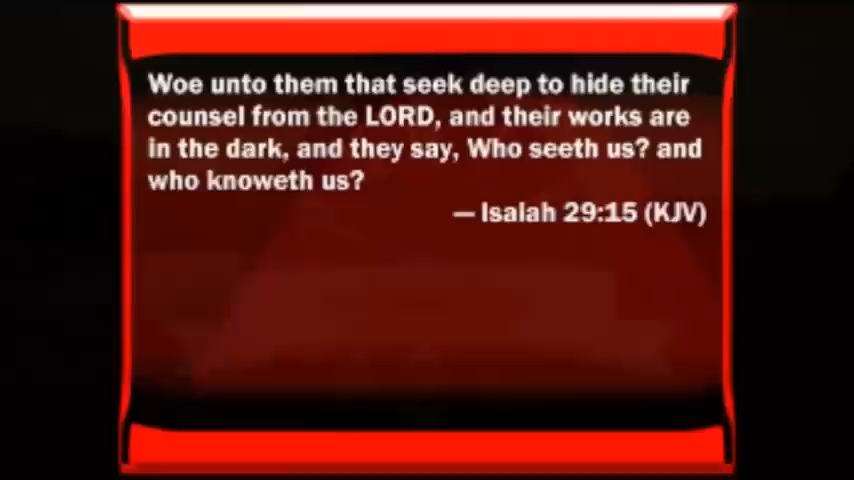 Woe unto them that seek deep to hide their
counsel from the LORD, and their works are
in the dark, and they say, Who seeth us? and
who knoweth us?
— Isaiah 29:15 (KJV)